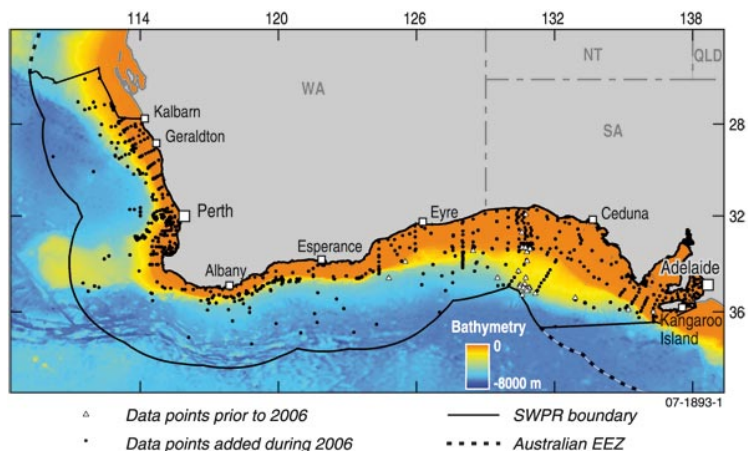 114 120 126 132 138
NT QLD
WA
Kalbarn
28
Geraldton
SA
Perth
32
Eyre
Ceduna
Esperance
Albany
Adelaide
Bathymetry
0
Kangaroo
Island
36
-8000 m
07-1893-1
Data points prior to 2006 SWPR boundary
Data points added during 2006 Australian EEZ